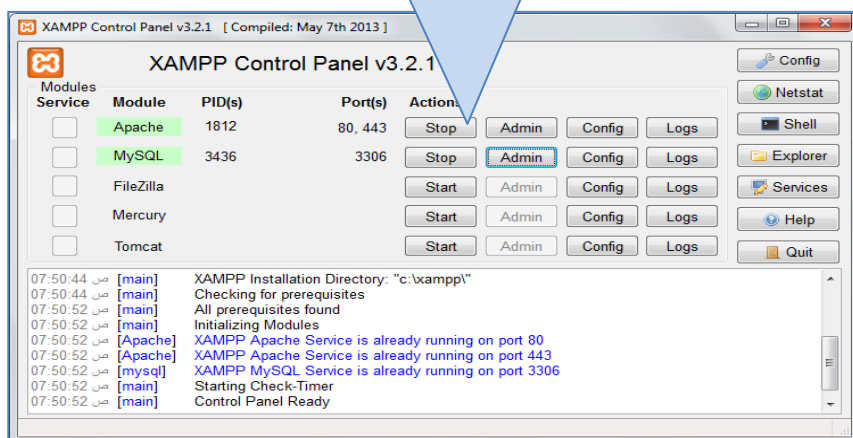 XAMPP Control Panel v3.2.1 [ Compiled: May 7th 2013 ]
XAMPP Control Panel v3.2.1
Config
Modules
Service Module PID(s) Port(s) Actions
Netstat
Apache 1812 80, 443 Stop Admin Config Logs
Shell
MySQL 3436 3306 Stop Admin Config Logs
Explorer
FileZilla Start Admin Config Logs
Services
Mercury Start Admin Config Logs
Help
Tomcat Start Admin Config Logs
Quit
07:50:44 ص [main] XAMPP Installation Directory: "c:\xampp\"
07:50:44 ص [main] Checking for prerequisites
07:50:52 ص [main] All prerequisites found
07:50:52 ص [main] Initializing Modules
07:50:52 ص [Apache] XAMPP Apache Service is already running on port 80
07:50:52 ص [Apache] XAMPP Apache Service is already running on port 443
07:50:52 ص [mysql] XAMPP MySQL Service is already running on port 3306
07:50:52 ص [main] Starting Check-Timer
07:50:52 ص [main] Control Panel Ready